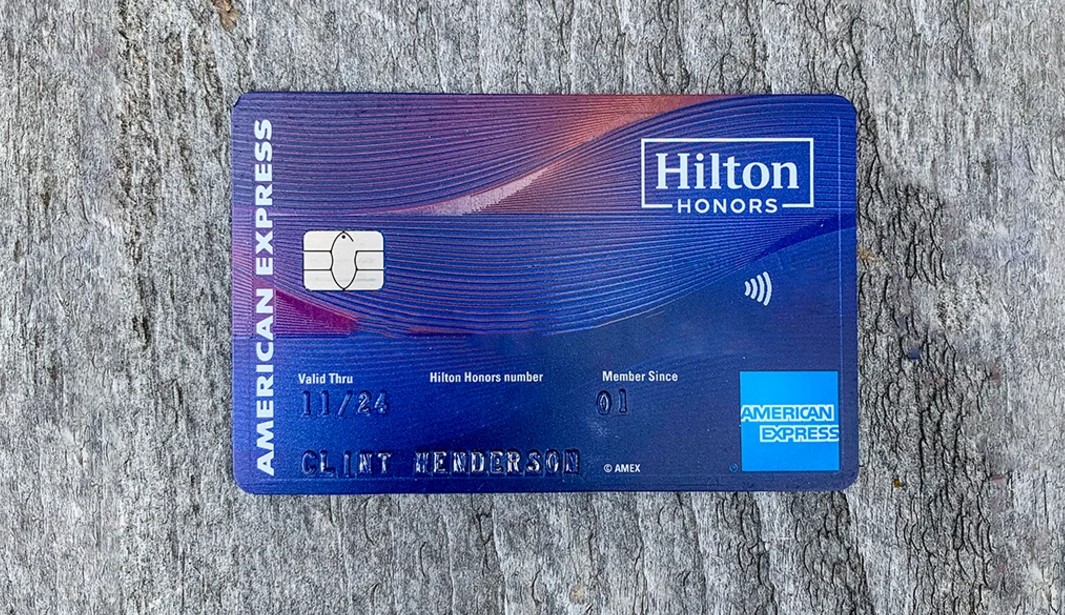 AMERICAN EXPRESS
Hilton
HONORS
Valid Thru
Hilton Honors number
Member Since
11/24
01
AMERICAN
EXPRESS
CLINT HENDERSON
© AMEX